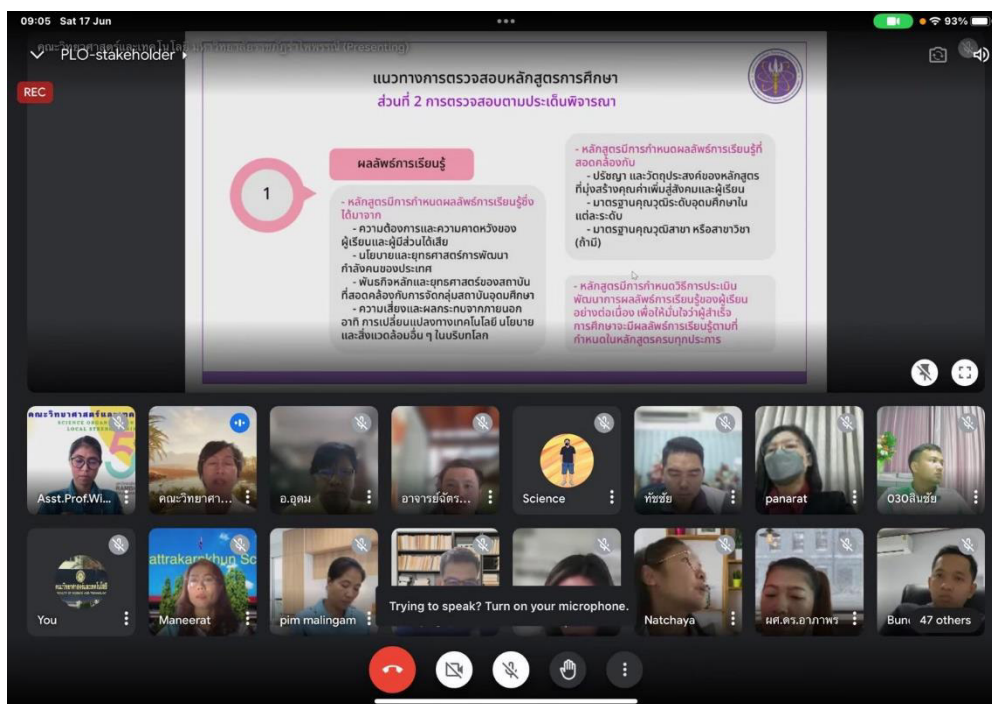 09:05 Sat 17 Jun
93%
PLO-stakeholder
REC
แนวทางการตรวจสอบหลักสูตรการศึกษา
ส่วนที่ 2 การตรวจสอบตามประเด็นพิจารณา
1
ผลลัพธ์การเรียนรู้
- หลักสูตรมีการกำหนดผลลัพธ์การเรียนรู้ซึ่ง
ได้มาจาก
- ความต้องการและความคาดหวังของ
ผู้เรียนและผู้มีส่วนได้เสีย
- นโยบายและยุทธศาสตร์การพัฒนา
กำลังคนของประเทศ
- พันธกิจหลักและยุทธศาสตร์ของสถาบัน
ที่สอดคล้องกับการจัดกลุ่มสถาบันอุดมศึกษา
- ความเสี่ยงและผลกระทบจากภายนอก
อาทิ การเปลี่ยนแปลงทางเทคโนโลยี นโยบาย
และสิ่งแวดล้อมอื่น ๆ ในบริบทโลก
- หลักสูตรมีการกำหนดผลลัพธ์การเรียนรู้ที่
สอดคล้องกับ
- ปรัชญา และวัตถุประสงค์ของหลักสูตร
ที่มุ่งสร้างคุณค่าเพิ่มสู่สังคมและผู้เรียน
- มาตรฐานคุณวุฒิระดับอุดมศึกษาใน
แต่ละระดับ
- มาตรฐานคุณวุฒิสาขา หรือสาขาวิชา
(ถ้ามี)
- หลักสูตรมีการกำหนดวิธีการประเมิน
พัฒนาการผลลัพธ์การเรียนรู้ของผู้เรียน
อย่างต่อเนื่อง เพื่อให้มั่นใจว่าผู้สำเร็จ
การศึกษาจะมีผลลัพธ์การเรียนรู้ตามที่
กำหนดในหลักสูตรครบทุกประการ
Asst.Prof.Wi...
คณะวิทยาศา...
อ.อุดม
อาจารย์ฉัตร...
Science
ทัชชัย
panarat
030สินชัย
You
attrakarnkhun Sc
Maneerat
pim malingam
Trying to speak? Turn on your microphone.
Natchaya
ผศ.ดร.อาภาพร
47 others